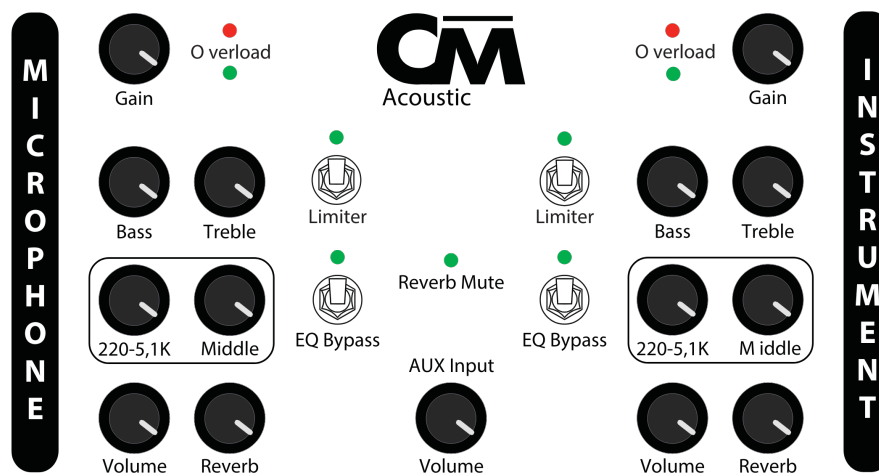 MICROPHONE
Gain
O verload
CM
Acoustic
O verload
Gain
INSTRUMENT
Bass
Treble
Limiter
Limiter
Bass
Treble
Reverb Mute
220-5,1K
Middle
EQ Bypass
EQ Bypass
220-5,1K
M iddle
AUX Input
Volume
Reverb
Volume
Volume
Reverb